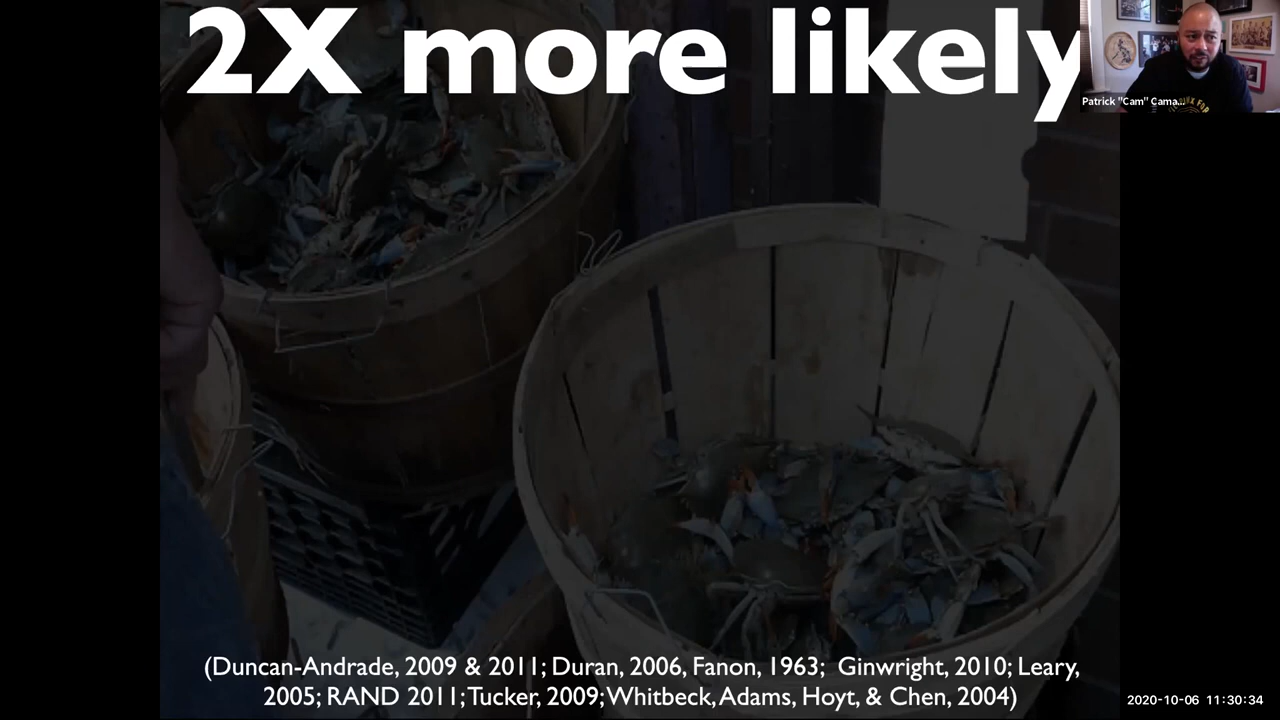 2X more likely
Patrick "Cam" Cama...
(Duncan-Andrade, 2009 & 2011; Duran, 2006, Fanon, 1963;  Ginwright, 2010; Leary,
2005; RAND 2011; Tucker, 2009; Whitbeck, Adams, Hoyt, & Chen, 2004)
2020-10-06 11:30:34